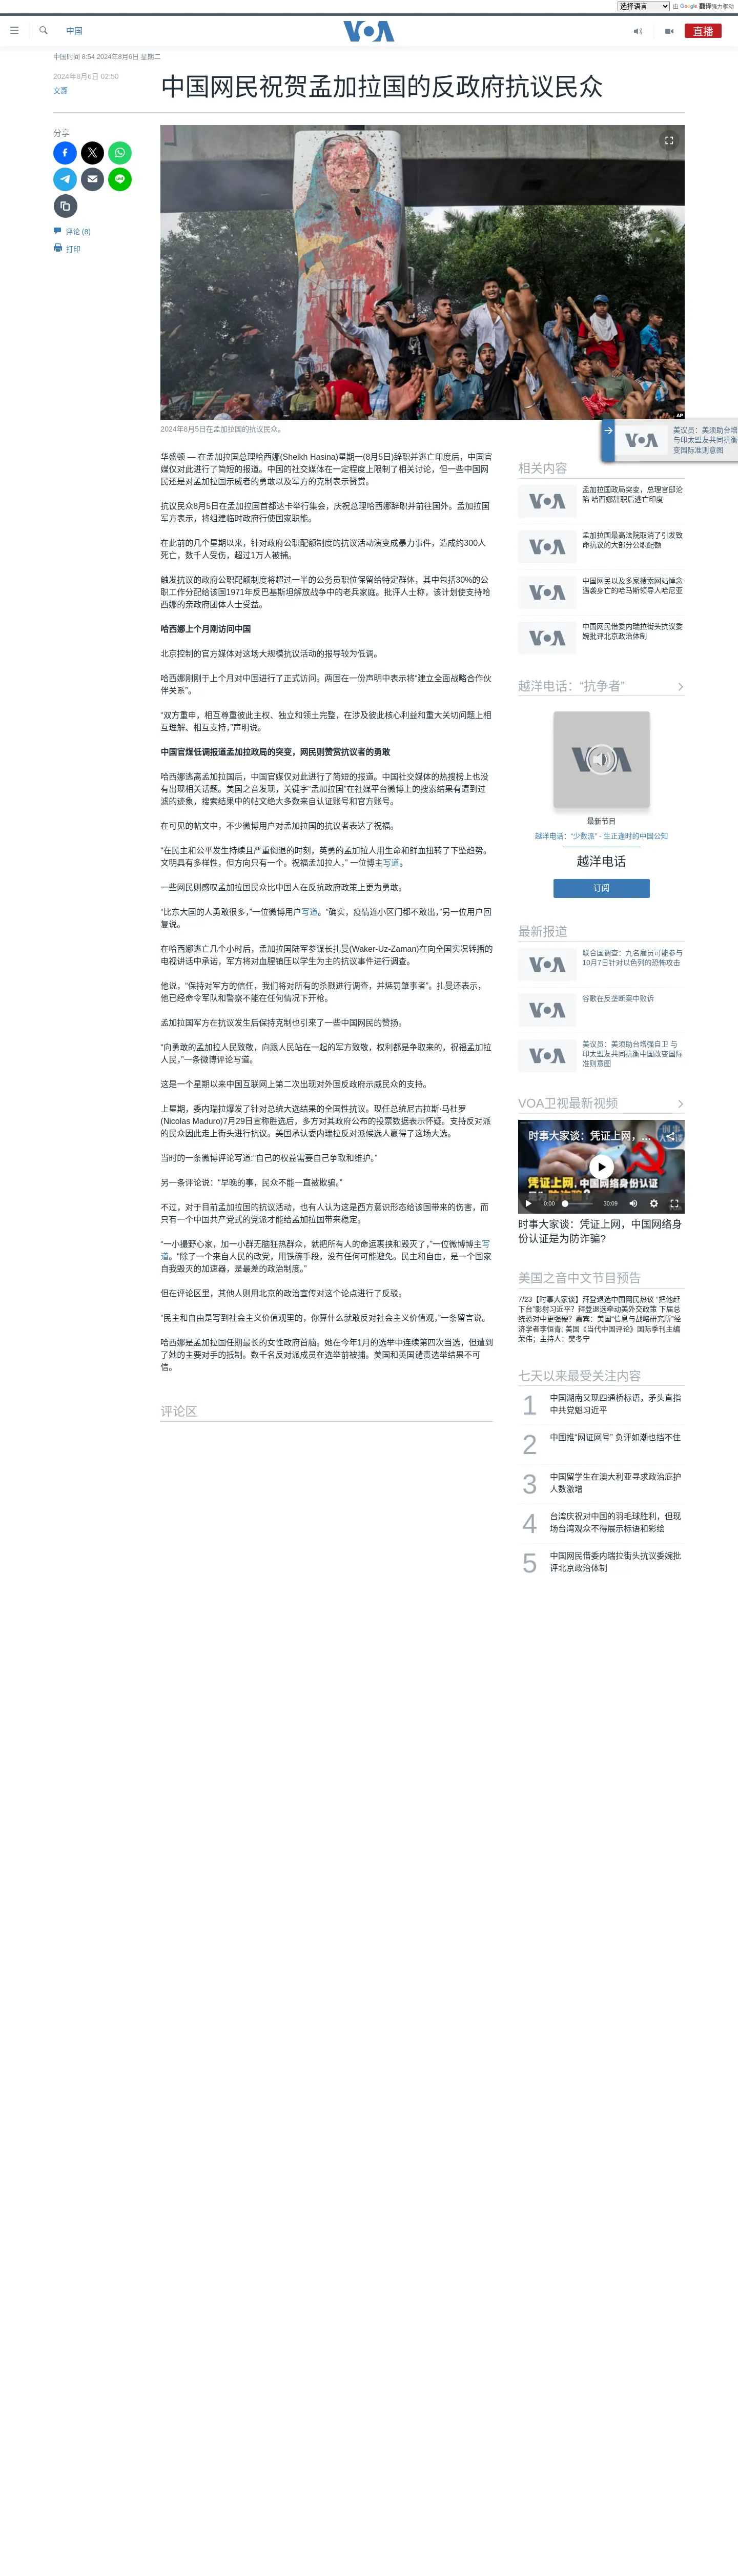 选择语言
由 Google 翻译强力驱动
中国
VOA
直播
中国时间 8:54 2024年8月6日 星期二
2024年8月6日 02:50
文灏
中国网民祝贺孟加拉国的反政府抗议民众
分享
评论 (8)
打印
AP
2024年8月5日在孟加拉国的抗议民众。
华盛顿 — 在孟加拉国总理哈西娜(Sheikh Hasina)星期一(8月5日)辞职并逃亡印度后，中国官
媒仅对此进行了简短的报道。中国的社交媒体在一定程度上限制了相关讨论，但一些中国网
民还是对孟加拉国示威者的勇敢以及军方的克制表示赞赏。
抗议民众8月5日在孟加拉国首都达卡举行集会，庆祝总理哈西娜辞职并前往国外。孟加拉国
军方表示，将组建临时政府行使国家职能。
在此前的几个星期以来，针对政府公职配额制度的抗议活动演变成暴力事件，造成约300人
死亡，数千人受伤，超过1万人被捕。
触发抗议的政府公职配额制度将超过一半的公务员职位保留给特定群体，其中包括30%的公
职工作分配给该国1971年反巴基斯坦解放战争中的老兵家庭。批评人士称，该计划使支持哈
西娜的亲政府团体人士受益。
哈西娜上个月刚访问中国
北京控制的官方媒体对这场大规模抗议活动的报导较为低调。
哈西娜刚刚于上个月对中国进行了正式访问。两国在一份声明中表示将“建立全面战略合作伙
伴关系”。
“双方重申，相互尊重彼此主权、独立和领土完整，在涉及彼此核心利益和重大关切问题上相
互理解、相互支持，”声明说。
中国官媒低调报道孟加拉政局的突变，网民则赞赏抗议者的勇敢
哈西娜逃离孟加拉国后，中国官媒仅对此进行了简短的报道。中国社交媒体的热搜榜上也没
有出现相关话题。美国之音发现，关键字“孟加拉国”在社媒平台微博上的搜索结果有遭到过
滤的迹象，搜索结果中的帖文绝大多数来自认证账号和官方账号。
在可见的帖文中，不少微博用户对孟加拉国的抗议者表达了祝福。
“在民主和公平发生持续且严重倒退的时刻，英勇的孟加拉人用生命和鲜血扭转了下坠趋势。
文明具有多样性，但方向只有一个。祝福孟加拉人，” 一位博主写道。
一些网民则感叹孟加拉国民众比中国人在反抗政府政策上更为勇敢。
“比东大国的人勇敢很多，”一位微博用户写道。“确实，疫情连小区门都不敢出，”另一位用户回
复说。
在哈西娜逃亡几个小时后，孟加拉国陆军参谋长扎曼(Waker-Uz-Zaman)在向全国实况转播的
电视讲话中承诺，军方将对血腥镇压以学生为主的抗议事件进行调查。
他说，“保持对军方的信任，我们将对所有的杀戮进行调查，并惩罚肇事者”。扎曼还表示，
他已经命令军队和警察不能在任何情况下开枪。
孟加拉国军方在抗议发生后保持克制也引来了一些中国网民的赞扬。
“向勇敢的孟加拉人民致敬，向跟人民站在一起的军方致敬，权利都是争取来的，祝福孟加拉
人民，”一条微博评论写道。
这是一个星期以来中国互联网上第二次出现对外国反政府示威民众的支持。
上星期，委内瑞拉爆发了针对总统大选结果的全国性抗议。现任总统尼古拉斯·马杜罗
(Nicolas Maduro)7月29日宣称胜选后，多方对其政府公布的投票数据表示怀疑。支持反对派
的民众因此走上街头进行抗议。美国承认委内瑞拉反对派候选人赢得了这场大选。
当时的一条微博评论写道:“自己的权益需要自己争取和维护。”
另一条评论说：“早晚的事，民众不能一直被欺骗。”
不过，对于目前孟加拉国的抗议活动，也有人认为这是西方意识形态给该国带来的伤害，而
只有一个中国共产党式的党派才能给孟加拉国带来稳定。
“一小撮野心家，加一小群无脑狂热群众，就把所有人的命运裹挟和毁灭了，”一位微博博主写
道。“除了一个来自人民的政党，用铁碗手段，没有任何可能避免。民主和自由，是一个国家
自我毁灭的加速器，是最差的政治制度。”
但在评论区里，其他人则用北京的政治宣传对这个论点进行了反驳。
“民主和自由是写到社会主义价值观里的，你算什么就敢反对社会主义价值观，”一条留言说。
哈西娜是孟加拉国任期最长的女性政府首脑。她在今年1月的选举中连续第四次当选，但遭到
了她的主要对手的抵制。数千名反对派成员在选举前被捕。美国和英国谴责选举结果不可
信。
评论区
美议员：美须助台增
与印太盟友共同抗衡
变国际准则意图
相关内容
孟加拉国政局突变，总理官邸沦
陷 哈西娜辞职后逃亡印度
孟加拉国最高法院取消了引发致
命抗议的大部分公职配额
中国网民以及多家搜索网站悼念
遇袭身亡的哈马斯领导人哈尼亚
中国网民借委内瑞拉街头抗议委
婉批评北京政治体制
越洋电话：“抗争者”
最新节目
越洋电话：“少数派” - 生正逢时的中国公知
越洋电话
订阅
最新报道
联合国调查：九名雇员可能参与
10月7日针对以色列的恐怖攻击
谷歌在反垄断案中败诉
美议员：美须助台增强自卫 与
印太盟友共同抗衡中国改变国际
准则意图
VOA卫视最新视频
时事大家谈：凭证上网，...
凭证上网，中国网络身份认证
0:00
30:09
时事大家谈：凭证上网，中国网络身
份认证是为防诈骗?
美国之音中文节目预告
7/23【时事大家谈】拜登退选中国网民热议 “把他赶
下台”影射习近平？拜登退选牵动美外交政策 下届总
统恐对中更强硬？嘉宾：美国“信息与战略研究所”经
济学者李恒青; 美国《当代中国评论》国际季刊主编
荣伟；主持人：樊冬宁
七天以来最受关注内容
1
中国湖南又现四通桥标语，矛头直指
中共党魁习近平
2
中国推“网证网号” 负评如潮也挡不住
3
中国留学生在澳大利亚寻求政治庇护
人数激增
4
台湾庆祝对中国的羽毛球胜利，但现
场台湾观众不得展示标语和彩绘
5
中国网民借委内瑞拉街头抗议委婉批
评北京政治体制